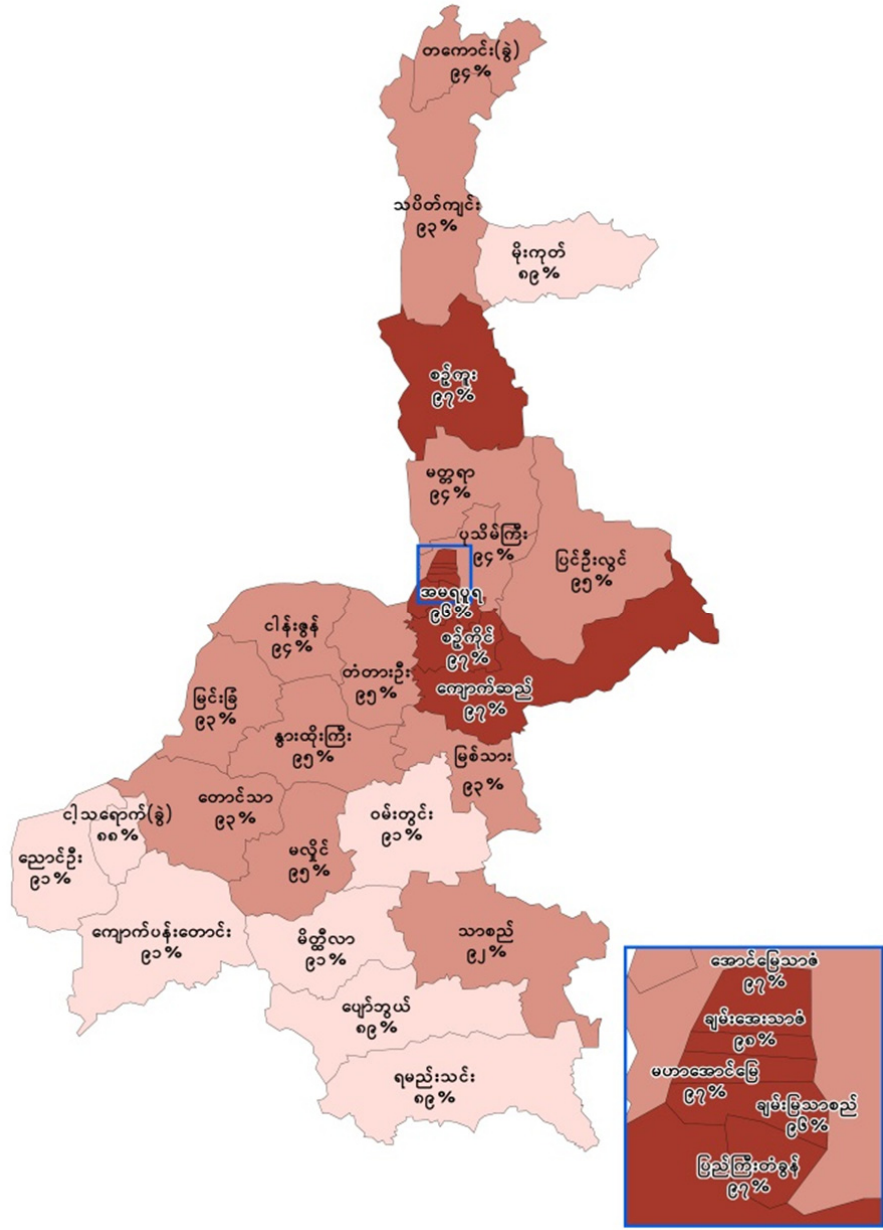 တကောင်း(ခွဲ)
၉၄%
သပိတ်ကျင်း
၉၃%
မိုးကုတ်
၈၉%
စဥ့်ကူး
၉၇%
မတ္တရာ
၉၄%
ပုသိမ်ကြီး
၉၄%
ပြင်ဦးလွင်
၉၅%
အမရပူရ
၉၆%
စဥ့်ကိုင်
၉၇%
ကျောက်ဆည်
၉၇%
ငါန်းဇွန်
၉၄%
တံတားဦး
၉၅%
မြင်းခြံ
၉၃%
နွားထိုးကြီး
၉၅%
မြစ်သား
၉၃%
တောင်သာ
၉၃%
ငါ့သရောက်(ခွဲ)
၈၈%
ဝမ်းတွင်း
၉၁%
ညောင်ဦး
၉၁%
မလှိုင်
၉၅%
ကျောက်ပန်းတောင်း
၉၁%
မိတ္ထီလာ
၉၁%
သာစည်
၉၂%
ပျော်ဘွယ်
၈၉%
ရမည်းသင်း
၈၉%
အောင်မြေသာဇံ
၉၇%
ချမ်းအေးသာဇံ
၉၈%
မဟာအောင်မြေ
၉၇%
ချမ်းမြသာစည်
၉၆%
ပြည်ကြီးတံခွန်
၉၇%